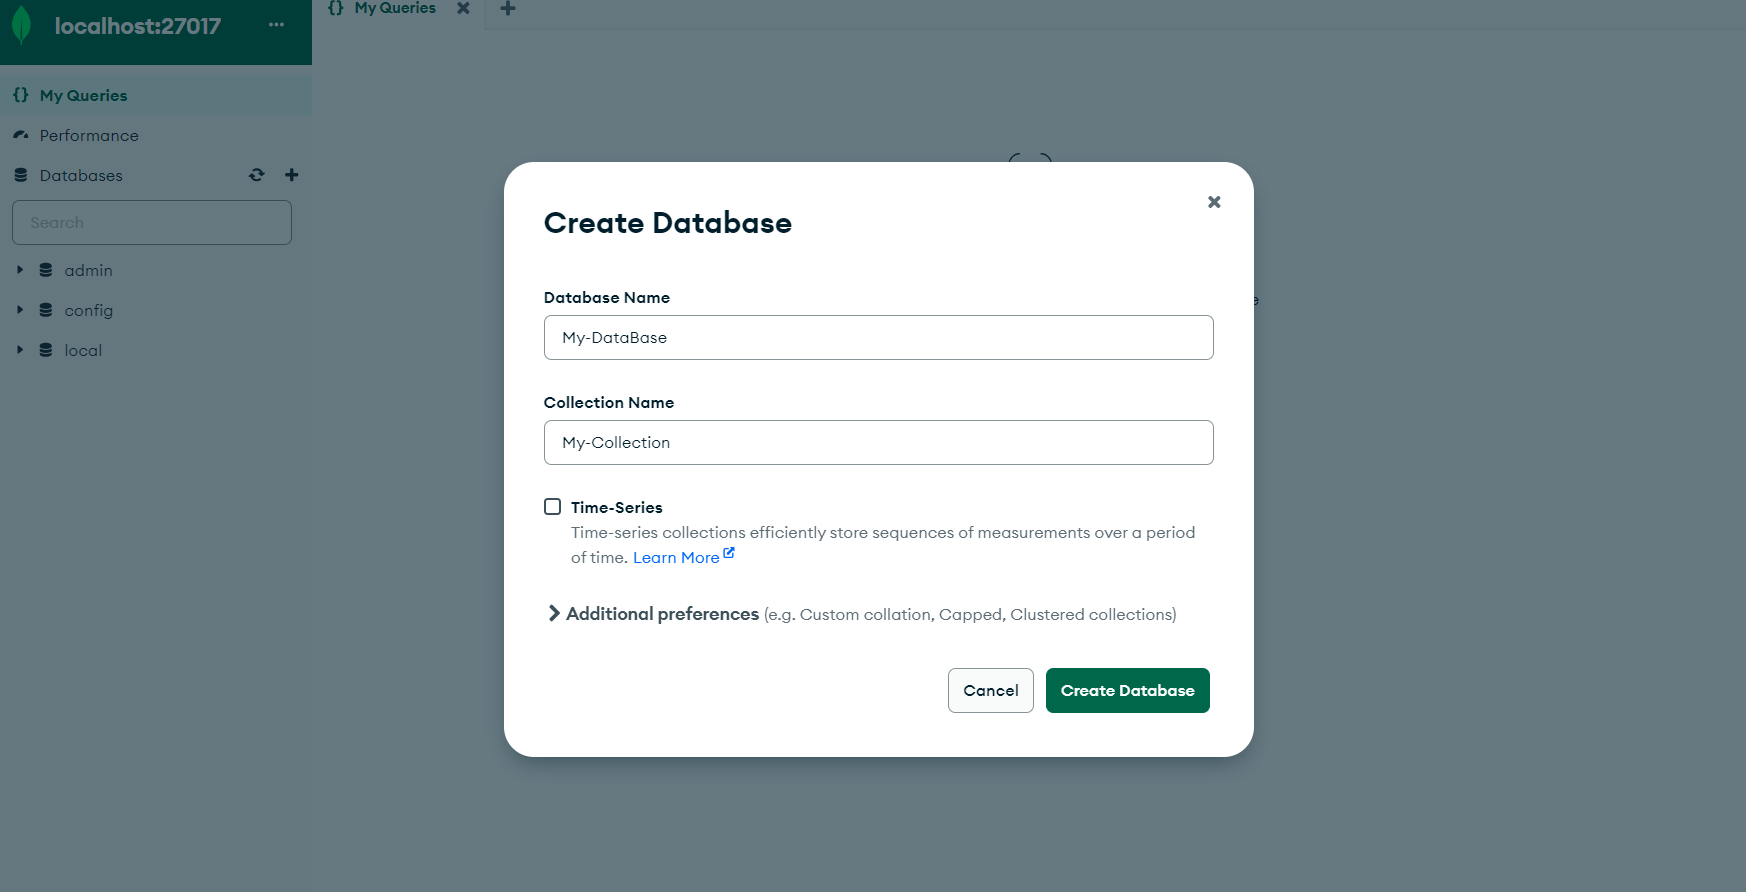 localhost:27017
...
{} My Queries
My Queries
Performance
Databases
Search
admin
config
local
Create Database
Database Name
My-DataBase
Collection Name
My-Collection
Time-Series
Time-series collections efficiently store sequences of measurements over a period
of time. Learn More
Additional preferences (e.g. Custom collation, Capped, Clustered collections)
Cancel
Create Database